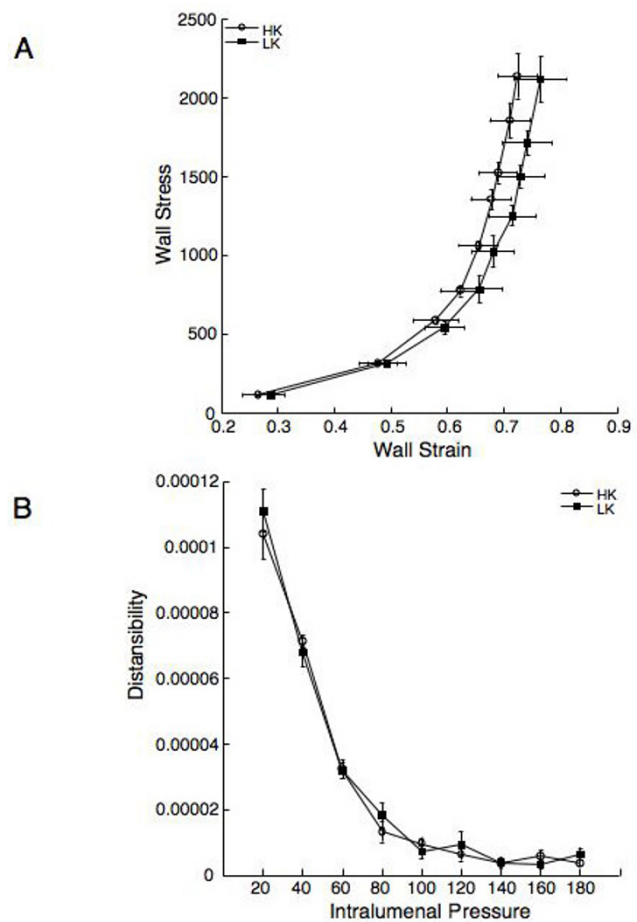 A
HK
LK
2500
2000
1500
1000
500
0
Wall Stress
0.2 0.3 0.4 0.5 0.6 0.7 0.8 0.9
Wall Strain
B
HK
LK
0.00012
0.0001
0.00008
0.00006
0.00004
0.00002
0
Distansibility
20 40 60 80 100 120 140 160 180
Intralumenal Pressure